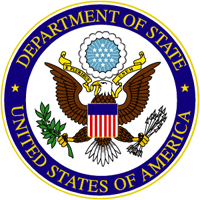 DEPARTMENT OF STATE
UNITED STATES OF AMERICA